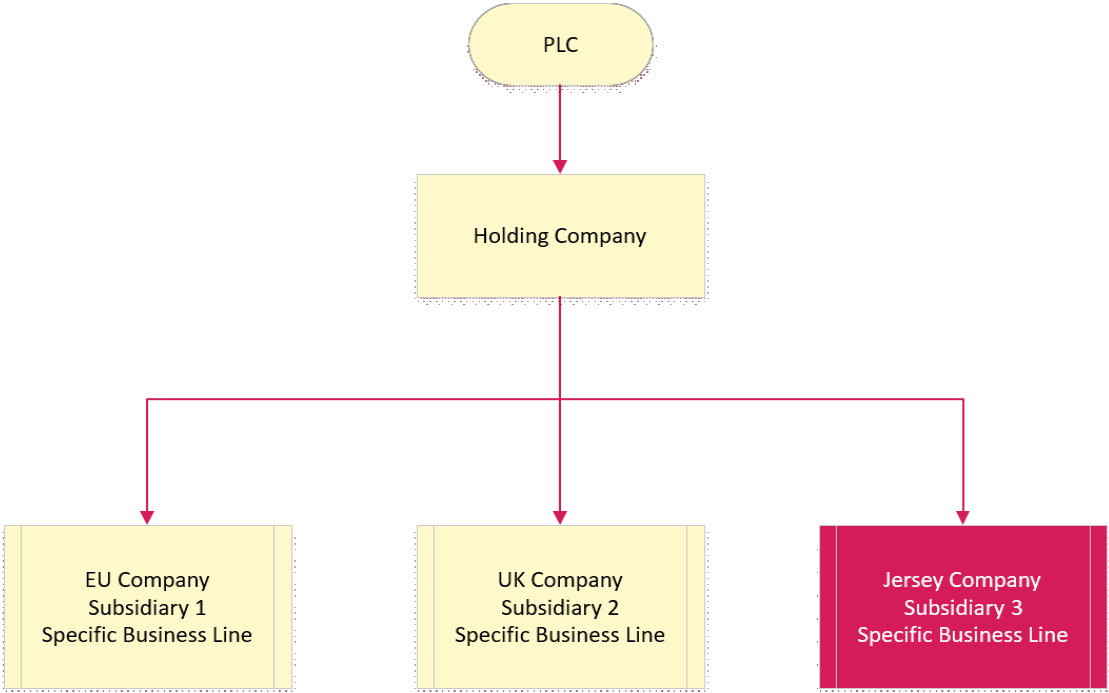 PLC
Holding Company
EU Company
Subsidiary 1
Specific Business Line
UK Company
Subsidiary 2
Specific Business Line
Jersey Company
Subsidiary 3
Specific Business Line